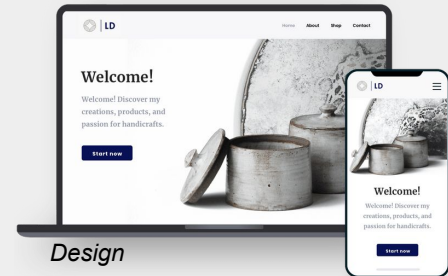 LD
Home About Shop Contact
Welcome!
Welcome! Discover my
creations, products, and
passion for handicrafts.
Start now
LD
Welcome!
Welcome! Discover my
creations, products, and
passion for handicrafts.
Start now
Design